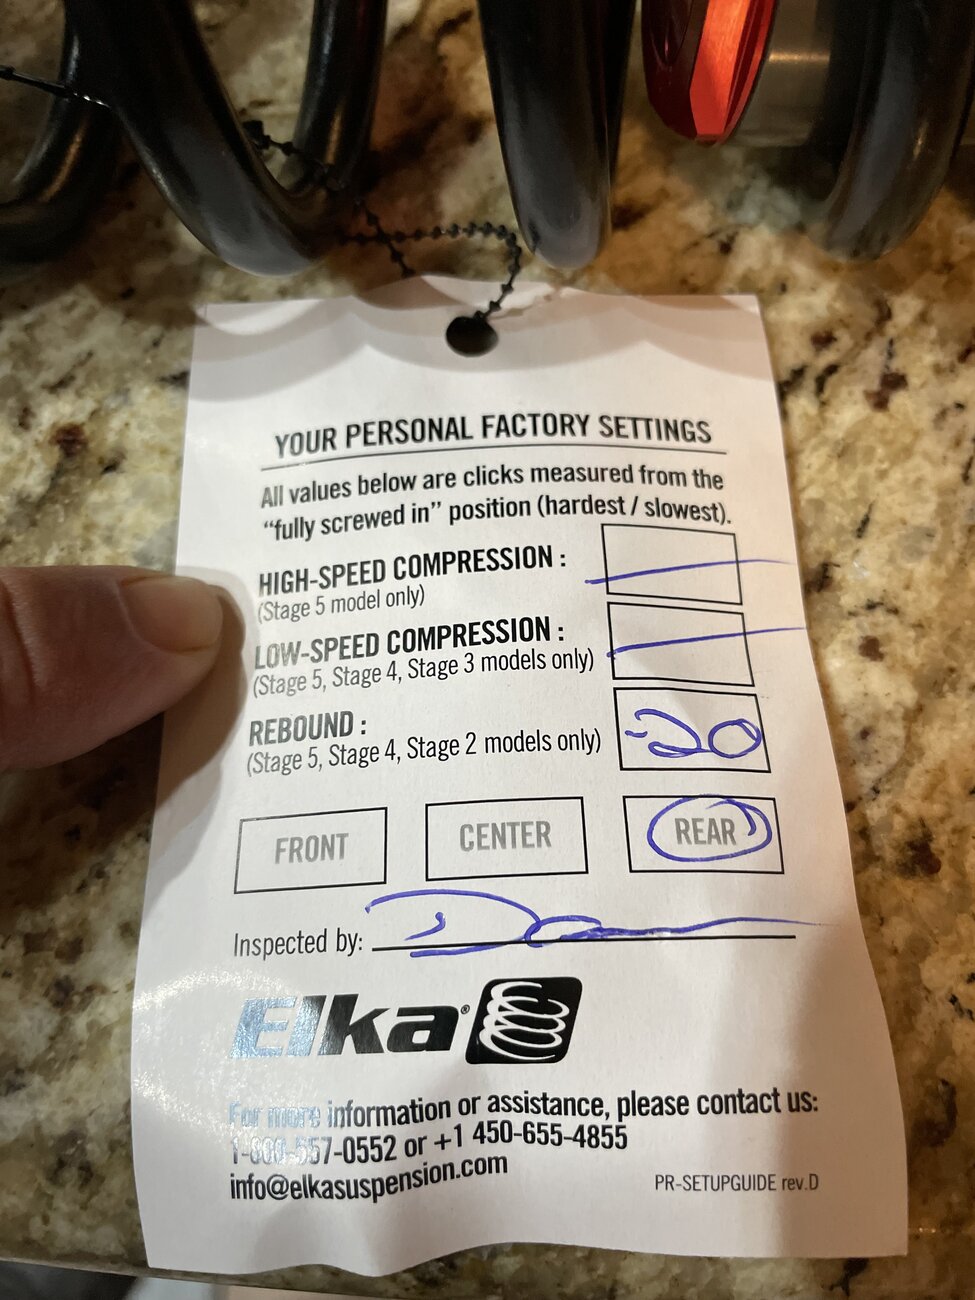 YOUR PERSONAL FACTORY SETTINGS
All values below are clicks measured from the
"fully screwed in" position (hardest / slowest).
HIGH-SPEED COMPRESSION :
(Stage 5 model only)
LOW-SPEED COMPRESSION :
(Stage 5, Stage 4, Stage 3 models only)
REBOUND :
(Stage 5, Stage 4, Stage 2 models only)
-20
FRONT CENTER REAR
Inspected by:
Elka®
For more information or assistance, please contact us:
1-800-557-0552 or +1 450-655-4855
info@elkasuspension.com
PR-SETUPGUIDE rev.D